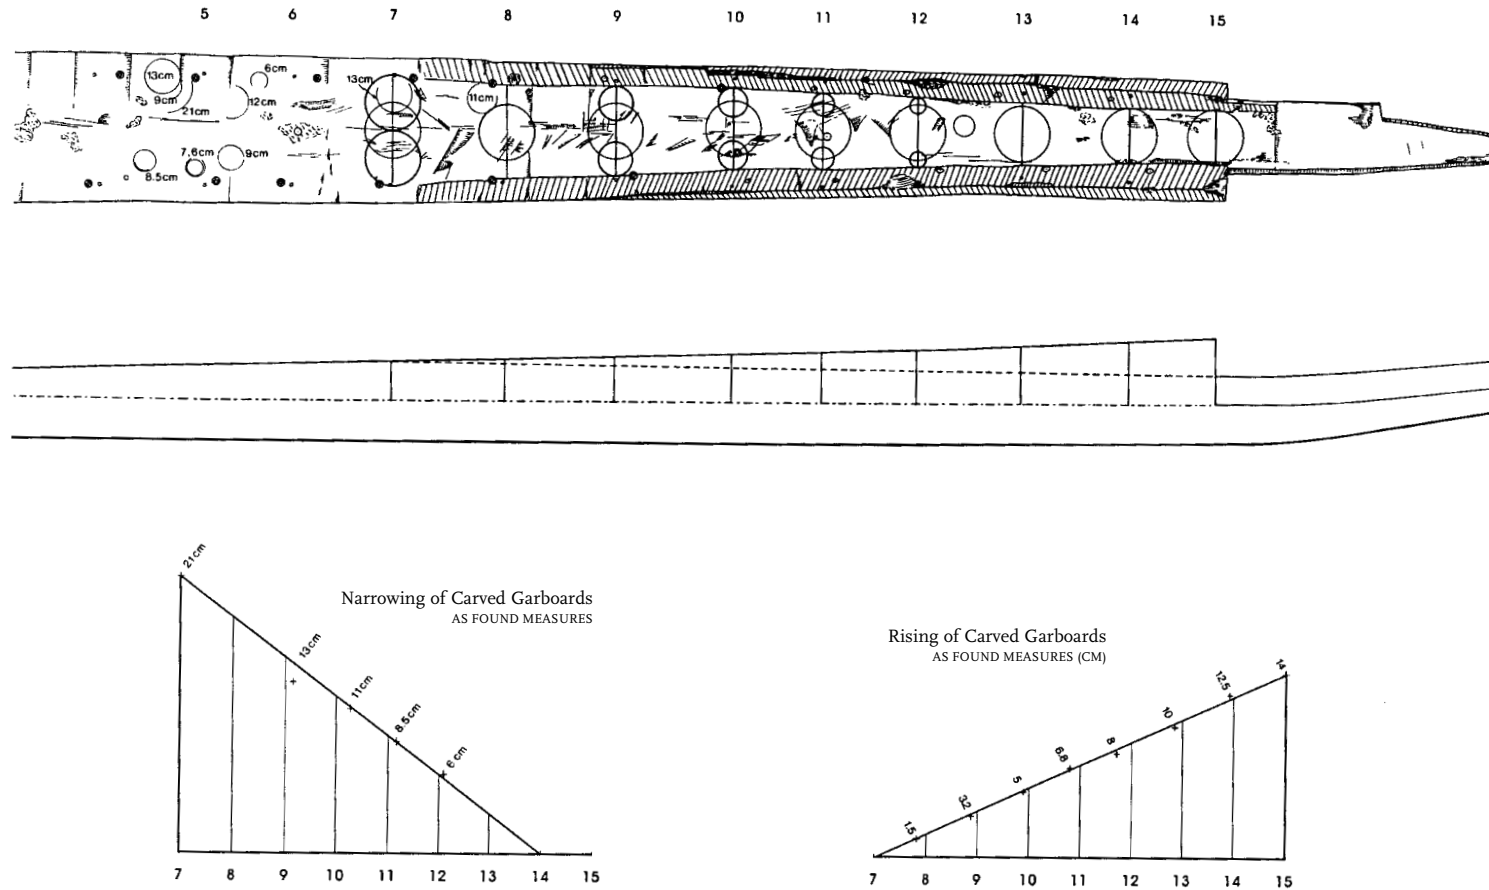 5 6 7 8 9 10 11 12 13 14 15
6cm
13cm
13cm
9cm
12cm
11cm
21cm
7,6cm
9cm
8.5cm
21cm
Narrowing of Carved Garboards
AS FOUND MEASURES
13cm
11cm
8.5cm
6cm
7 8 9 10 11 12 13 14 15
Rising of Carved Garboards
AS FOUND MEASURES (CM)
14
12.5
10
8
6.8
5
3.2
1.5
7 8 9 10 11 12 13 14 15